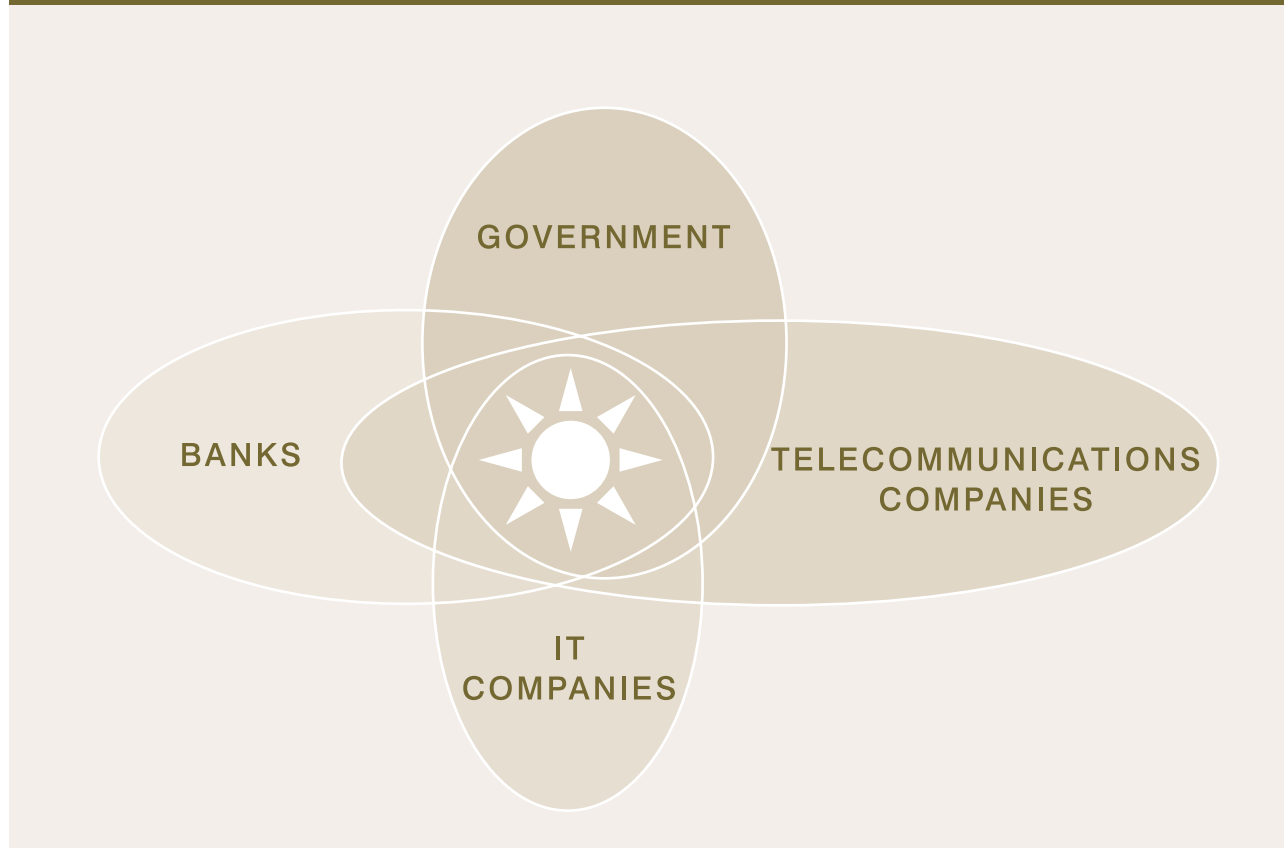 GOVERNMENT
BANKS
TELECOMMUNICATIONS
COMPANIES
IT
COMPANIES